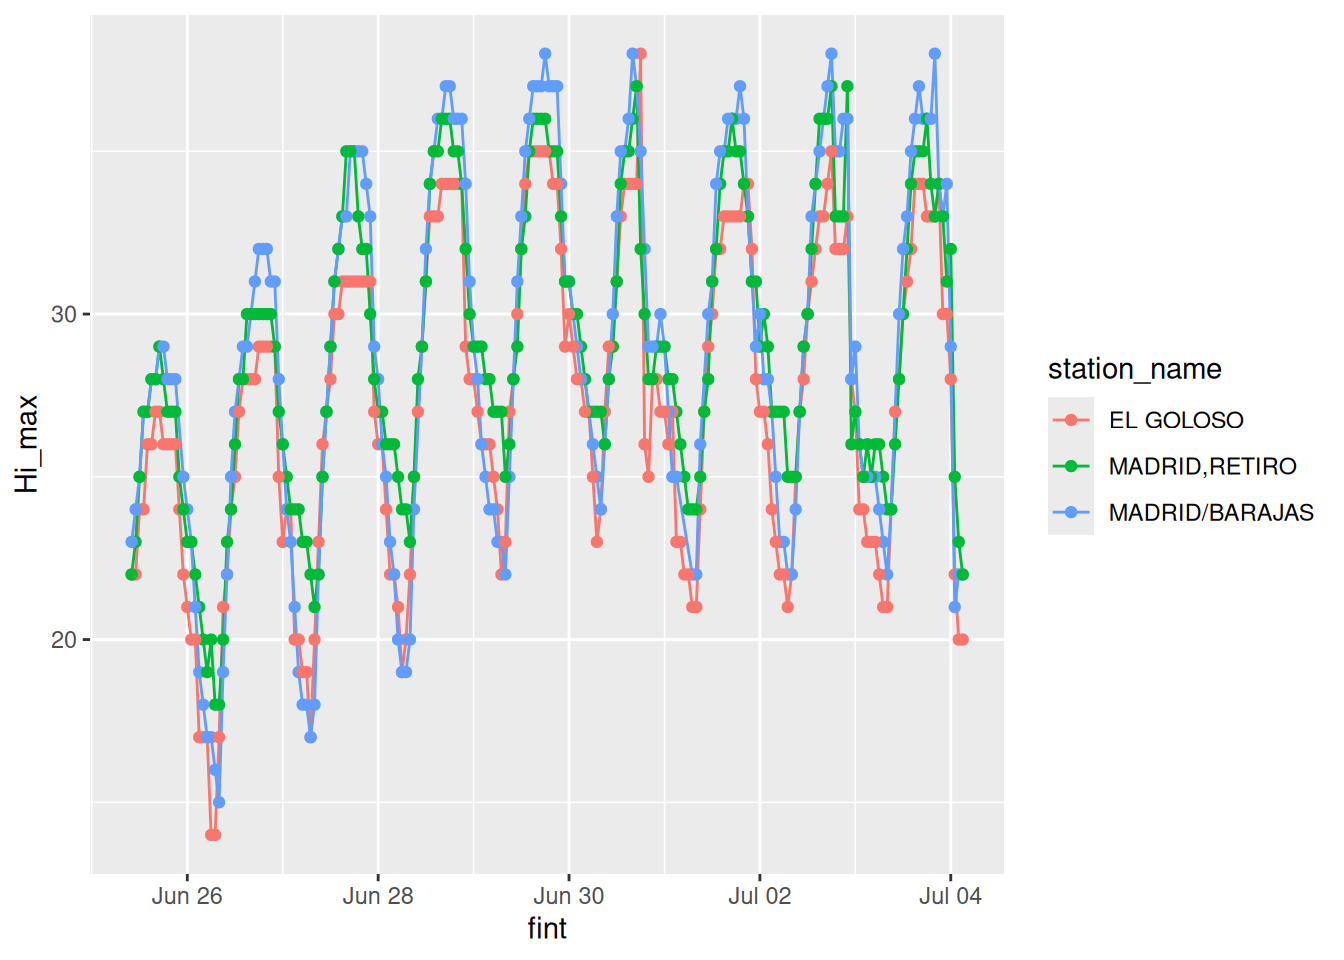 Hi_max
30
20
Jun 26
Jun 28
Jun 30
Jul 02
Jul 04
fint
station_name
EL GOLOSO
MADRID,RETIRO
MADRID/BARAJAS